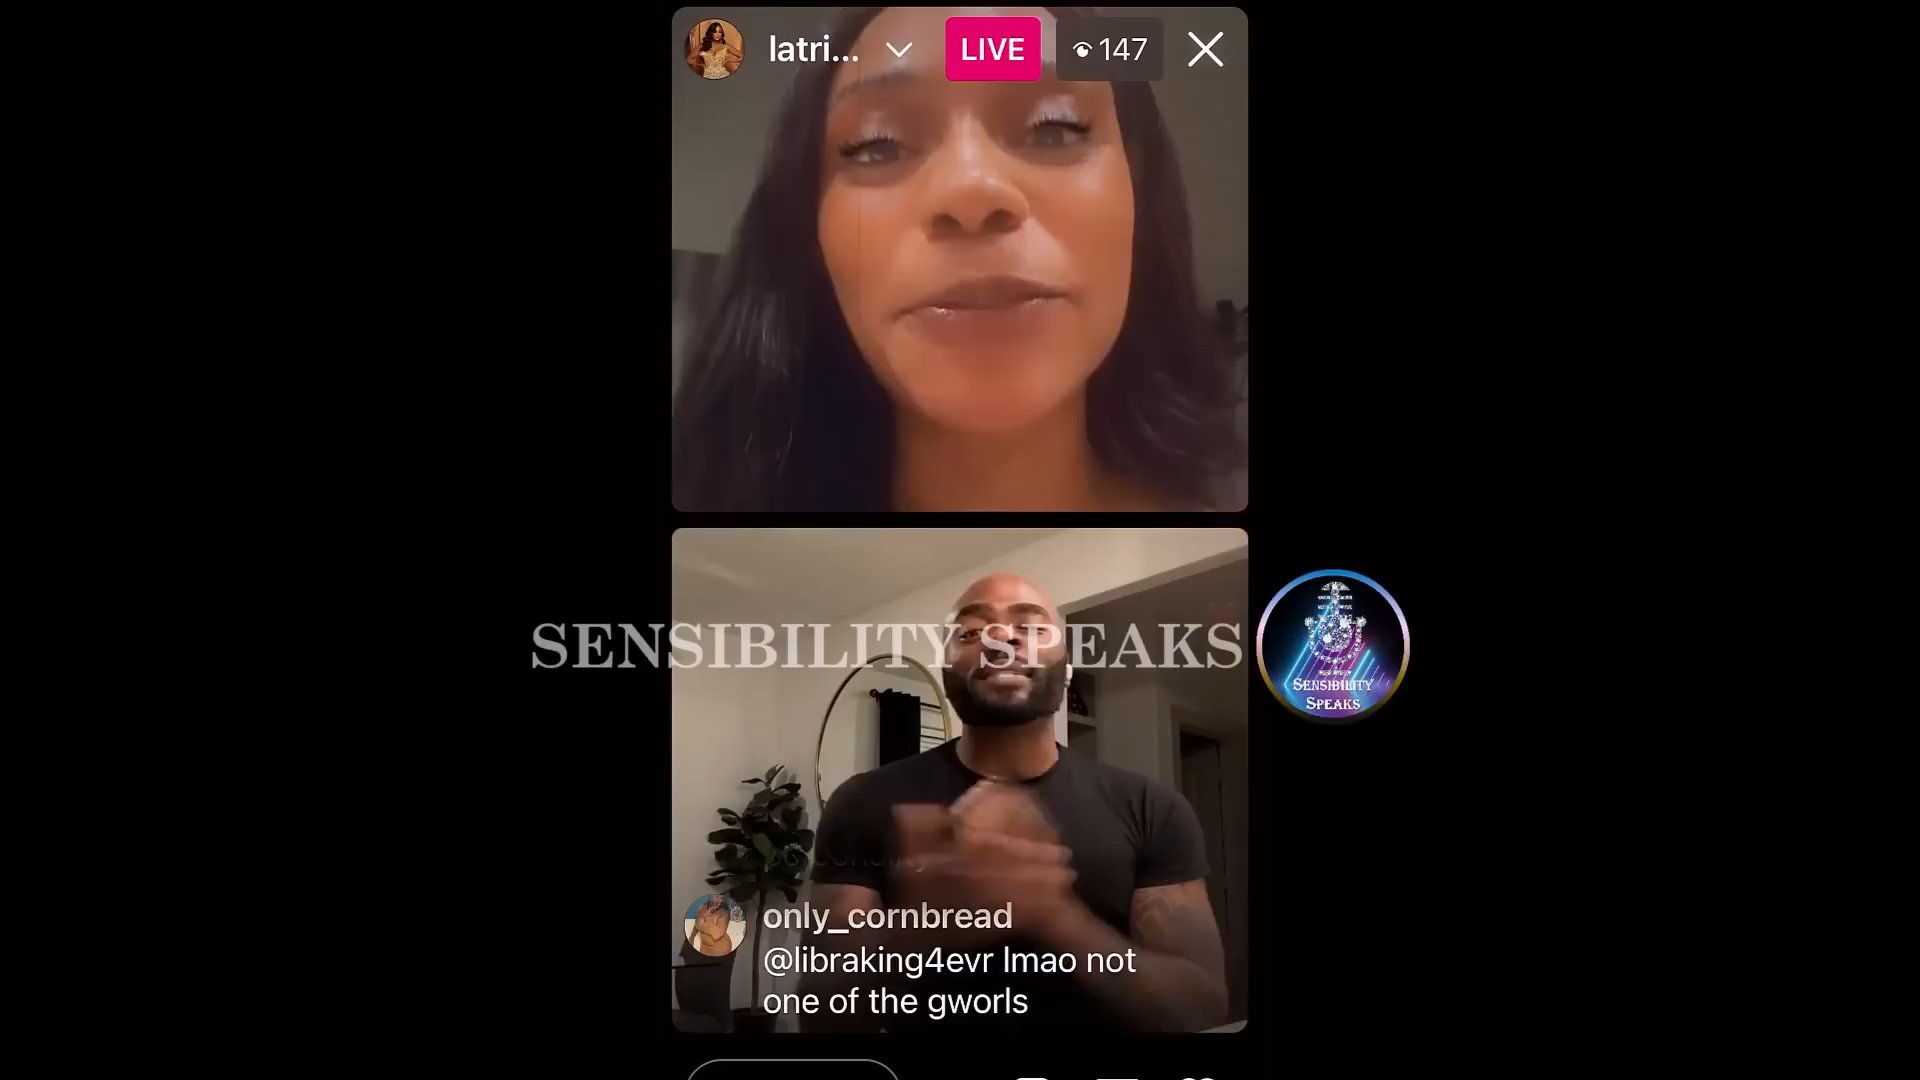 latri...
LIVE
147
SENSIBILITY SPEAKS
SENSIBILITY
SPEAKS
only_cornbread
@libraking4evr lmao not
one of the gworls